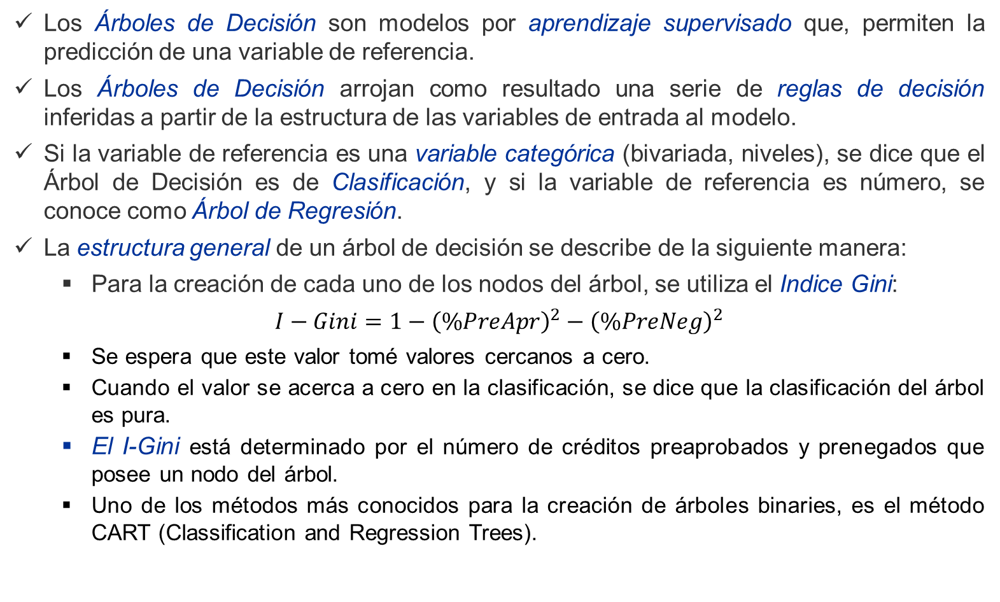 ✓ Los Árboles de Decisión son modelos por aprendizaje supervisado que, permiten la
predicción de una variable de referencia.
✓ Los Árboles de Decisión arrojan como resultado una serie de reglas de decisión
inferidas a partir de la estructura de las variables de entrada al modelo.
✓ Si la variable de referencia es una variable categórica (bivariada, niveles), se dice que el
Árbol de Decisión es de Clasificación, y si la variable de referencia es número, se
conoce como Árbol de Regresión.
✓ La estructura general de un árbol de decisión se describe de la siguiente manera:
▪ Para la creación de cada uno de los nodos del árbol, se utiliza el Indice Gini:
I − Gini = 1 − (%PreApr)² − (%PreNeg)²
▪ Se espera que este valor tomé valores cercanos a cero.
▪ Cuando el valor se acerca a cero en la clasificación, se dice que la clasificación del árbol
es pura.
▪ El I-Gini está determinado por el número de créditos preaprobados y prenegados que
posee un nodo del árbol.
▪ Uno de los métodos más conocidos para la creación de árboles binaries, es el método
CART (Classification and Regression Trees).